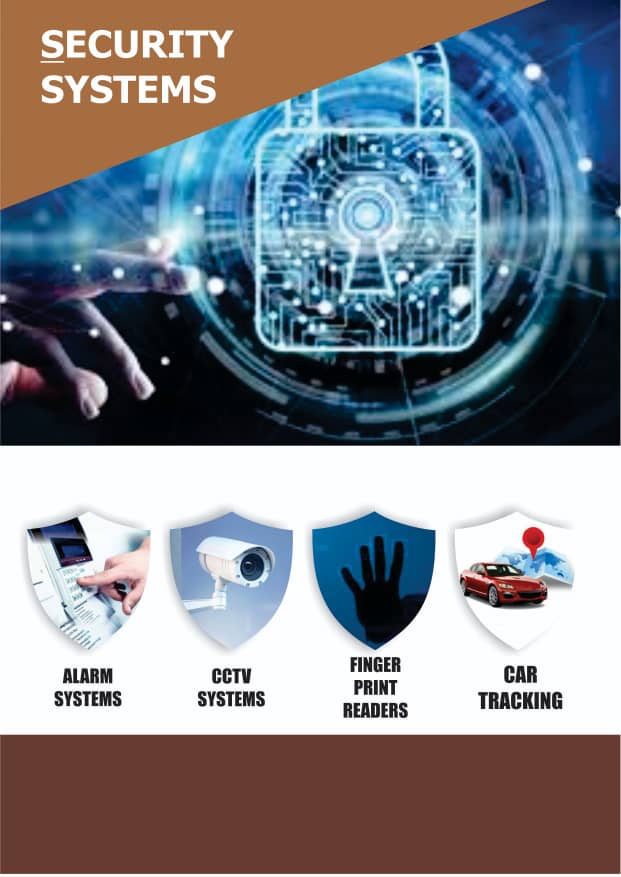 SECURITY
SYSTEMS
ALARM
SYSTEMS
CCTV
SYSTEMS
FINGER
PRINT
READERS
CAR
TRACKING